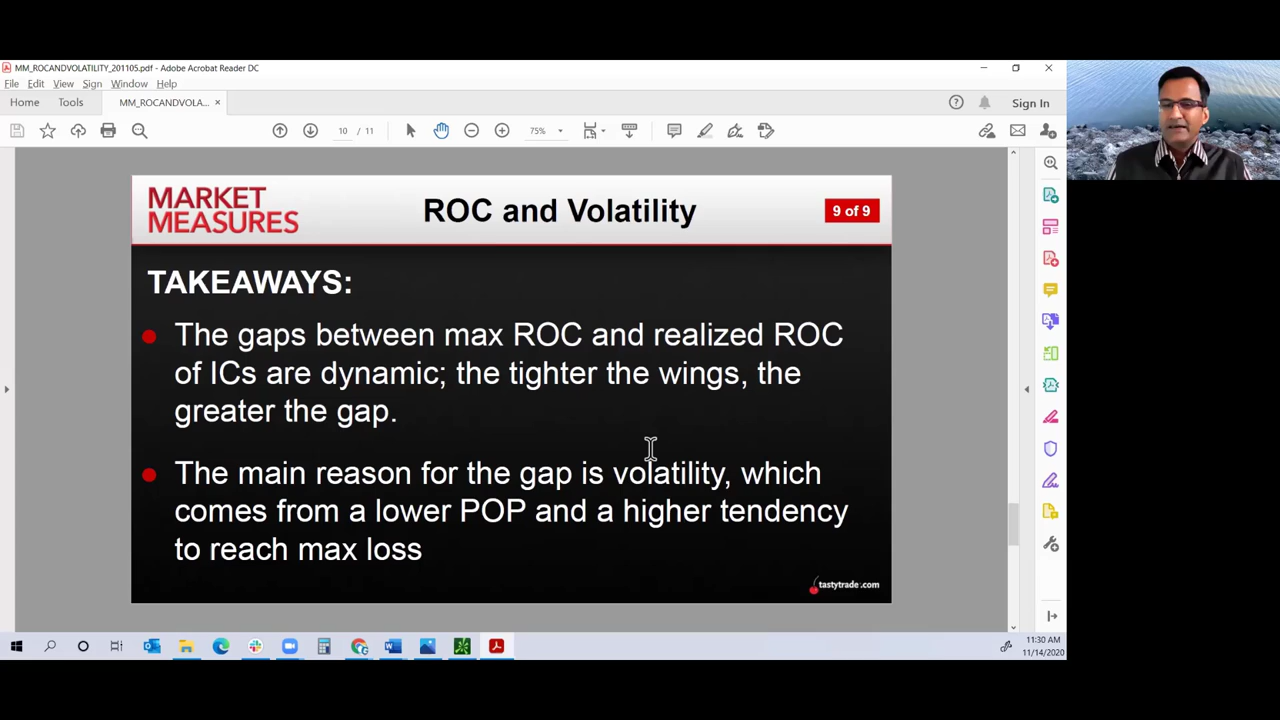 MM_ROCANDVOLATILITY_201105.pdf - Adobe Acrobat Reader DC
File Edit View Sign Window Help
Home Tools MM_ROCANDVOLA... ×
Sign In
10 / 11 75%
MARKET
MEASURES
ROC and Volatility
9 of 9
TAKEAWAYS:
The gaps between max ROC and realized ROC
of ICs are dynamic; the tighter the wings, the
greater the gap.
The main reason for the gap is volatility, which
comes from a lower POP and a higher tendency
to reach max loss
tastytrade.com
11:30 AM
11/14/2020